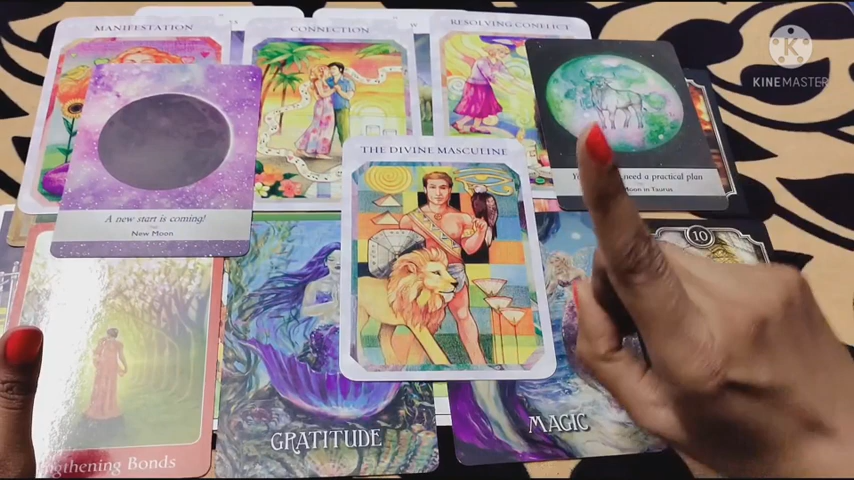 MANIFESTATION
CONNECTION
RESOLVING CONFLICT
KINEMASTER
THE DIVINE MASCULINE
need a practical plan
Moon in Taurus
A new start is coming!
New Moon
10
GRATITUDE
MAGIC
Bonds